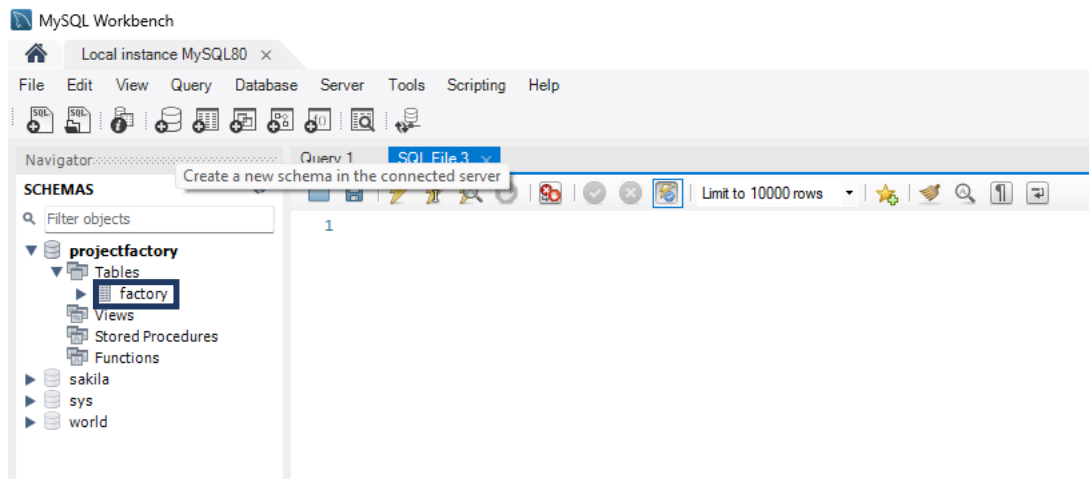 MySQL Workbench
Local instance MySQL80 ×
File Edit View Query Database Server Tools Scripting Help
Navigator
Query 1 SQL File 3 ×
Create a new schema in the connected server
SCHEMAS
Limit to 10000 rows
Filter objects
1
projectfactory
Tables
factory
Views
Stored Procedures
Functions
sakila
sys
world